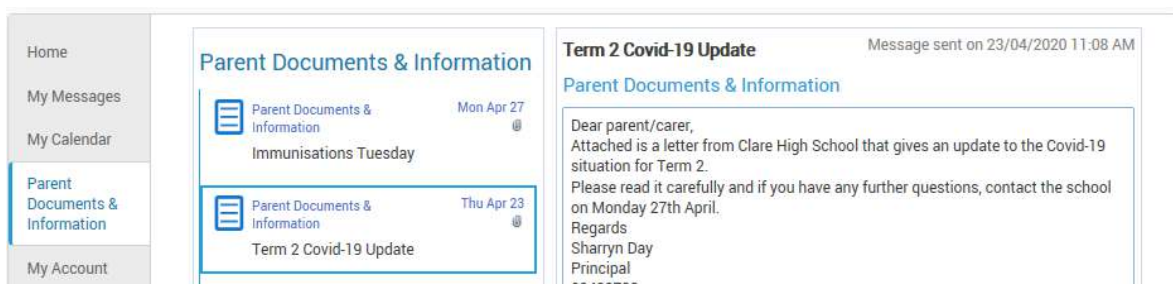 Home
My Messages
My Calendar
Parent
Documents &
Information
My Account
Parent Documents & Information
Parent Documents &
Information
Mon Apr 27
Immunisations Tuesday
Parent Documents &
Information
Thu Apr 23
Term 2 Covid-19 Update
Term 2 Covid-19 Update
Message sent on 23/04/2020 11:08 AM
Parent Documents & Information
Dear parent/carer,
Attached is a letter from Clare High School that gives an update to the Covid-19
situation for Term 2.
Please read it carefully and if you have any further questions, contact the school
on Monday 27th April.
Regards
Sharryn Day
Principal